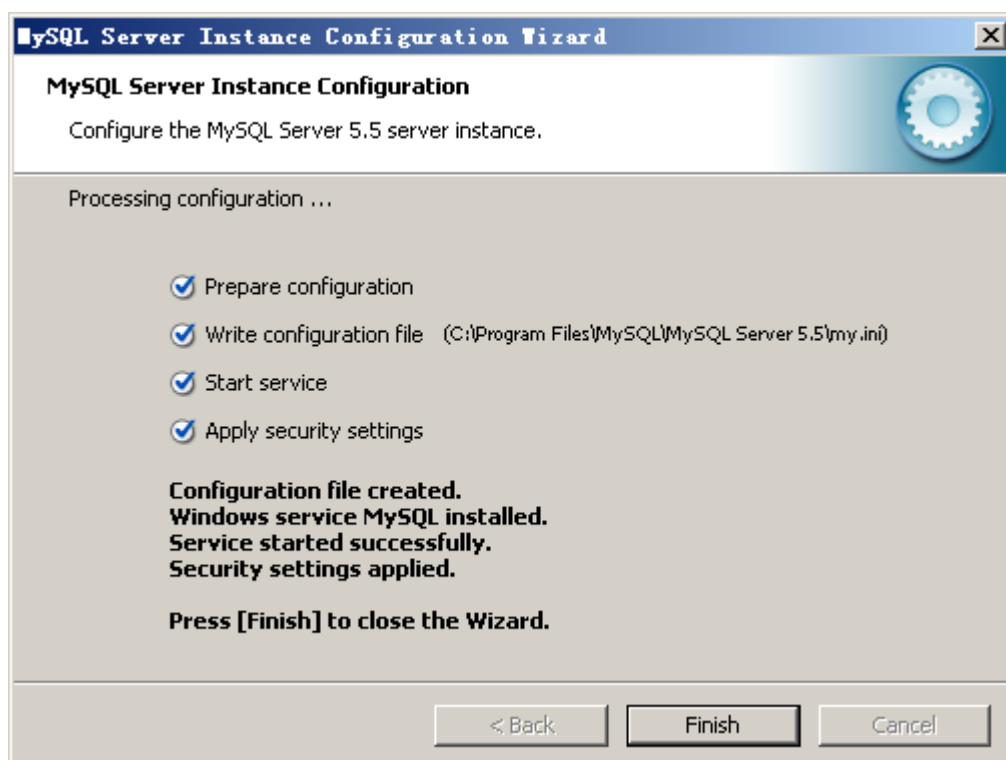 MySQL Server Instance Configuration Wizard
MySQL Server Instance Configuration
Configure the MySQL Server 5.5 server instance.
Processing configuration ...
Prepare configuration
Write configuration file (C:\Program Files\MySQL\MySQL Server 5.5\my.ini)
Start service
Apply security settings
Configuration file created.
Windows service MySQL installed.
Service started successfully.
Security settings applied.
Press [Finish] to close the Wizard.
< Back Finish Cancel